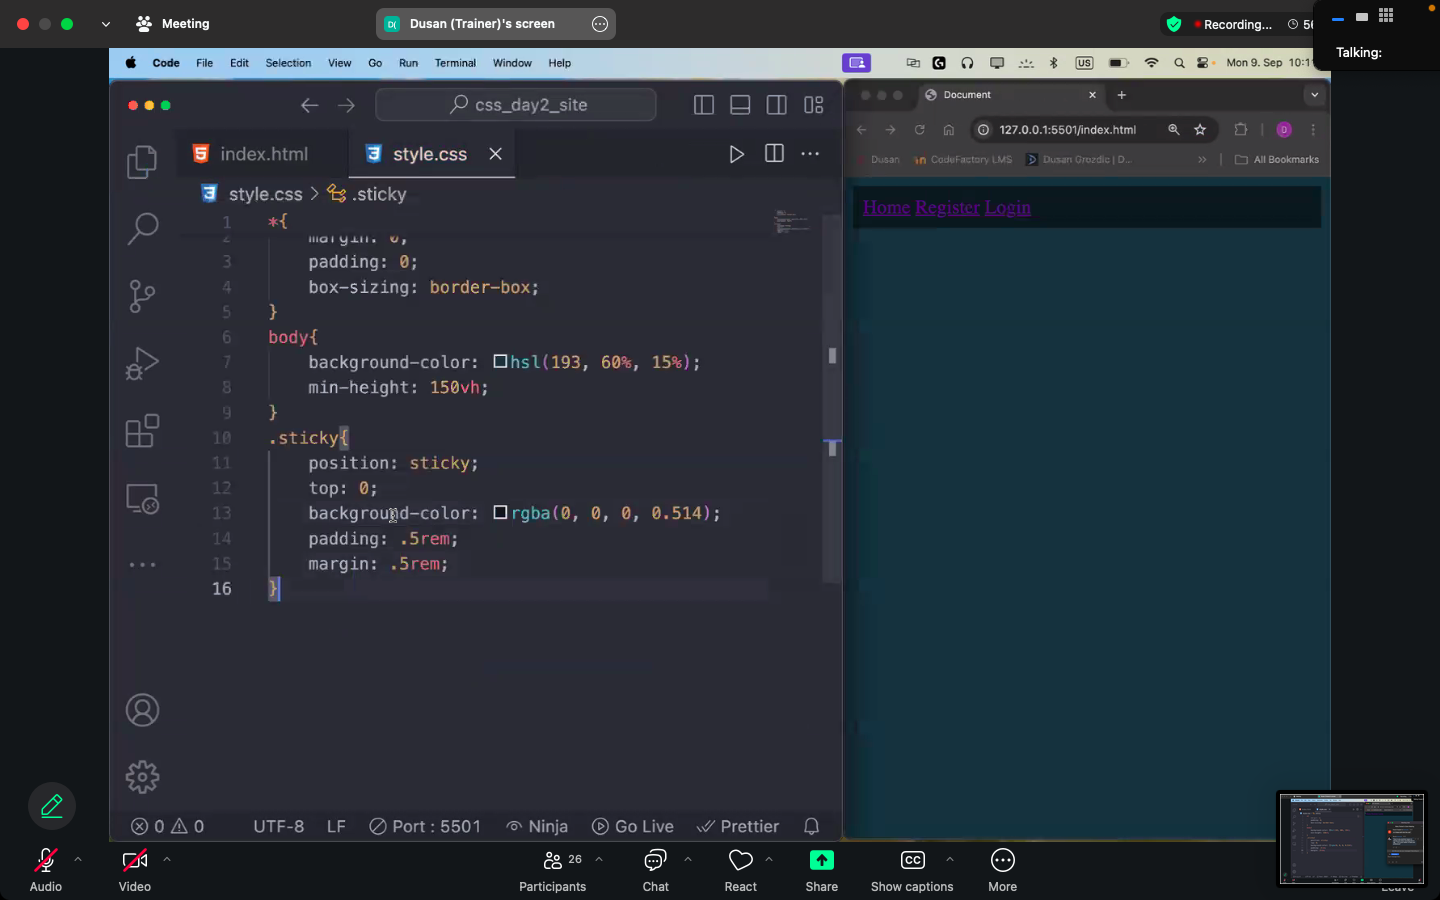 Meeting
D( Dusan (Trainer)'s screen
Recording...
Talking:
Code File Edit Selection View Go Run Terminal Window Help
US
Mon 9. Sep
css_day2_site
index.html
style.css
style.css > .sticky
1 *{
2 margin: 0;
3 padding: 0;
4 box-sizing: border-box;
5 }
6 body{
7 background-color: hsl(193, 60%, 15%);
8 min-height: 150vh;
9 }
10 .sticky{
11 position: sticky;
12 top: 0;
13 background-color: rgba(0, 0, 0, 0.514);
14 padding: .5rem;
15 margin: .5rem;
16 }
0 0 UTF-8 LF Port : 5501 Ninja Go Live Prettier
Document
127.0.0.1:5501/index.html
D
Dusan CodeFactory LMS Dusan Grozdic | D... » All Bookmarks
Home Register Login
Audio
Video
26
Participants
Chat
React
Share
CC
Show captions
More
Leave